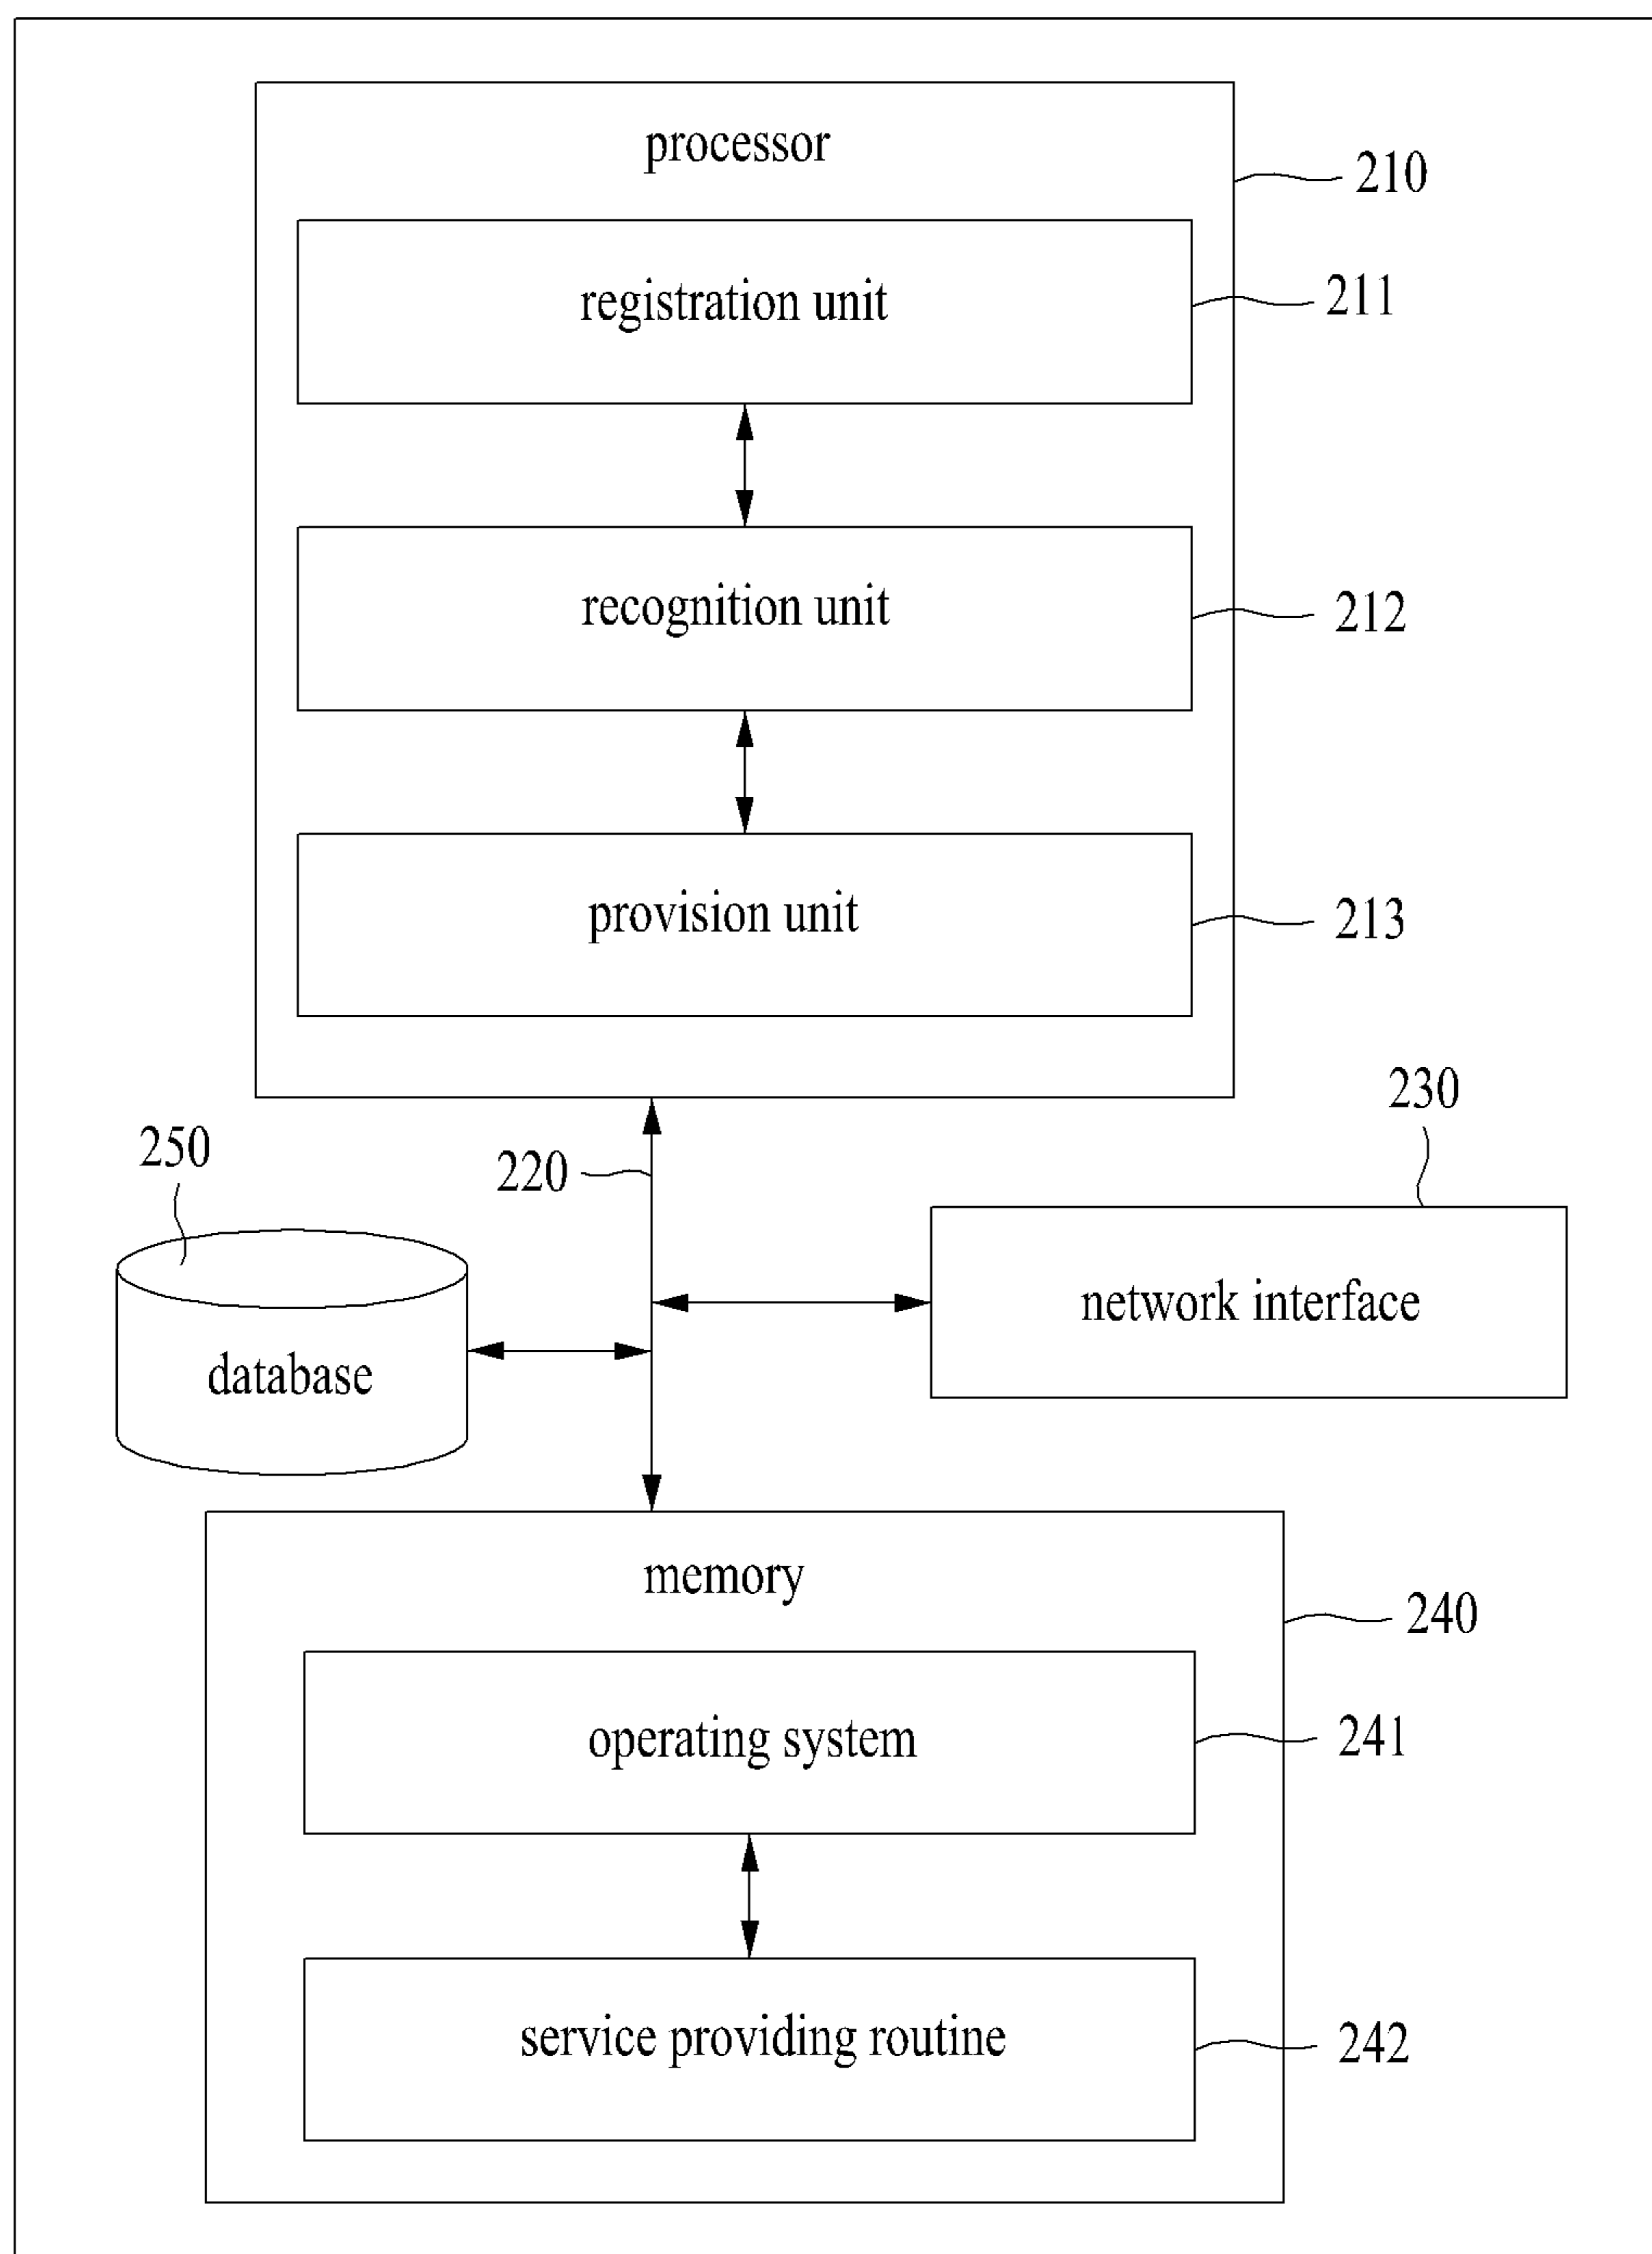 processor
210
registration unit
211
recognition unit
212
provision unit
213
230
250
220
network interface
database
memory
240
operating system
241
service providing routine
242